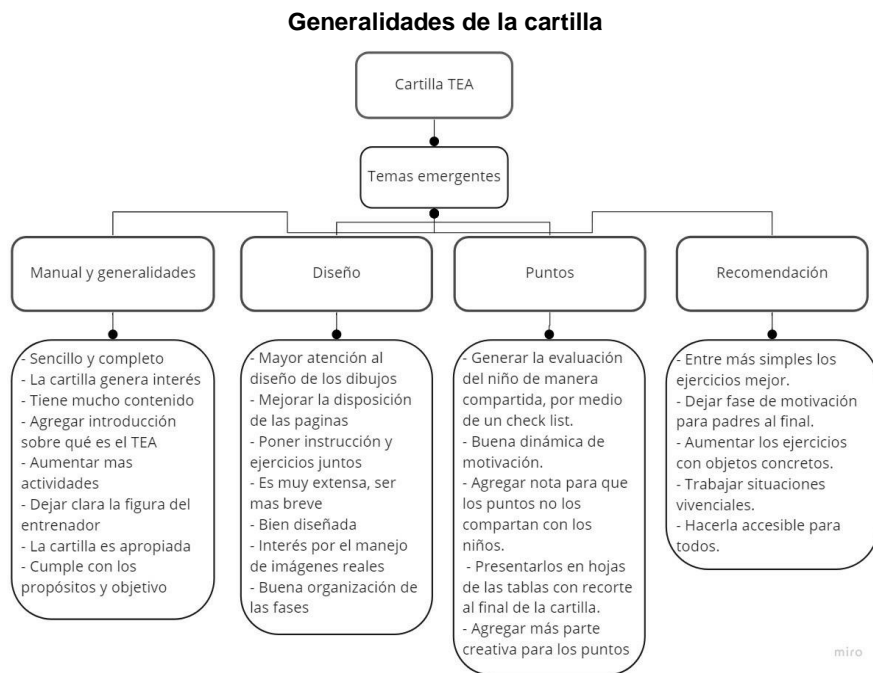 Generalidades de la cartilla
Cartilla TEA
Temas emergentes
Manual y generalidades
- Sencillo y completo
- La cartilla genera interés
- Tiene mucho contenido
- Agregar introducción
sobre qué es el TEA
- Aumentar mas
actividades
- Dejar clara la figura del
entrenador
- La cartilla es apropiada
- Cumple con los
propósitos y objetivo
Diseño
- Mayor atención al
diseño de los dibujos
- Mejorar la disposición
de las paginas
- Poner instrucción y
ejercicios juntos
- Es muy extensa, ser
mas breve
- Bien diseñada
- Interés por el manejo
de imágenes reales
- Buena organización de
las fases
Puntos
- Generar la evaluación
del niño de manera
compartida, por medio
de un check list.
- Buena dinámica de
motivación.
- Agregar nota para que
los puntos no los
compartan con los
niños.
- Presentarlos en hojas
de las tablas con recorte
al final de la cartilla.
- Agregar más parte
creativa para los puntos
Recomendación
- Entre más simples los
ejercicios mejor.
- Dejar fase de motivación
para padres al final.
- Aumentar los ejercicios
con objetos concretos.
- Trabajar situaciones
vivenciales.
- Hacerla accesible para
todos.
miro